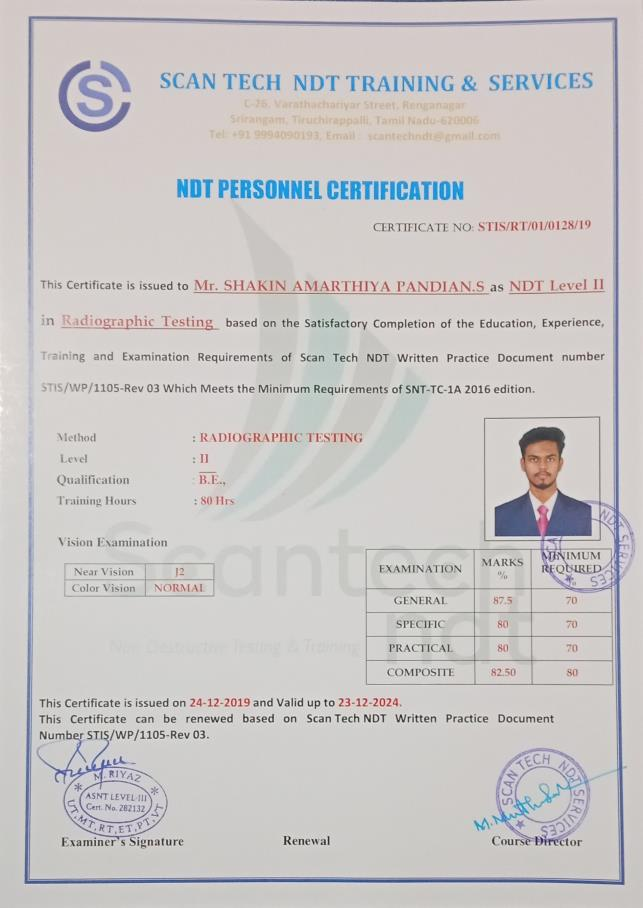 S
SCAN TECH NDT TRAINING & SERVICES
C-26, Varathachariyar Street, Renganagar
Srirangam, Tiruchirappalli, Tamil Nadu-620006
Tel: +91 9994090193, Email : scantechndt@gmail.com
NDT PERSONNEL CERTIFICATION
CERTIFICATE NO: STIS/RT/01/0128/19
This Certificate is issued to Mr. SHAKIN AMARTHIYA PANDIAN.S as NDT Level II
in Radiographic Testing based on the Satisfactory Completion of the Education, Experience,
Training and Examination Requirements of Scan Tech NDT Written Practice Document number
STIS/WP/1105-Rev 03 Which Meets the Minimum Requirements of SNT-TC-1A 2016 edition.
Method : RADIOGRAPHIC TESTING
Level : II
Qualification : B.E.,
Training Hours : 80 Hrs
Vision Examination
Near Vision J2
Color Vision NORMAL
EXAMINATION MARKS % MINIMUM REQUIRED %
GENERAL 87.5 70
SPECIFIC 80 70
PRACTICAL 80 70
COMPOSITE 82.50 80
NDT SERVICES
Scantech
ndt
Non Destructive Testing & Training
This Certificate is issued on 24-12-2019 and Valid up to 23-12-2024.
This Certificate can be renewed based on Scan Tech NDT Written Practice Document
Number STIS/WP/1105-Rev 03.
M. RIYAZ
ASNT LEVEL-III
Cert. No. 282132
UT,MT,RT,ET,PT,VT
SCAN TECH NDT SERVICES
Examiner's Signature Renewal Course Director